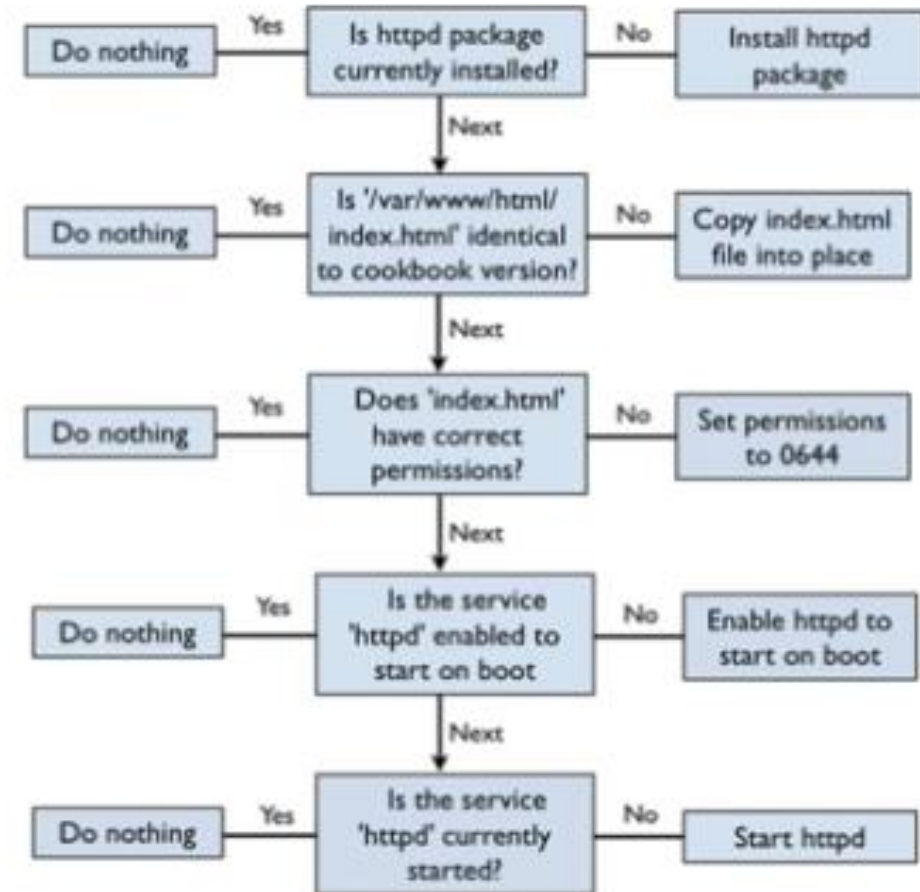 Do nothing
Yes
Is httpd package
currently installed?
No
Install httpd
package
Next
Do nothing
Yes
Is '/var/www/html/
index.html' identical
to cookbook version?
No
Copy index.html
file into place
Next
Do nothing
Yes
Does 'index.html'
have correct
permissions?
No
Set permissions
to 0644
Next
Do nothing
Yes
Is the service
'httpd' enabled to
start on boot
No
Enable httpd to
start on boot
Next
Do nothing
Yes
Is the service
'httpd' currently
started?
No
Start httpd